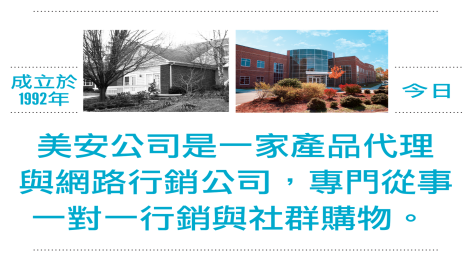 成立於
1992年
今日
美安公司是一家產品代理
與網路行銷公司，專門從事
一對一行銷與社群購物。